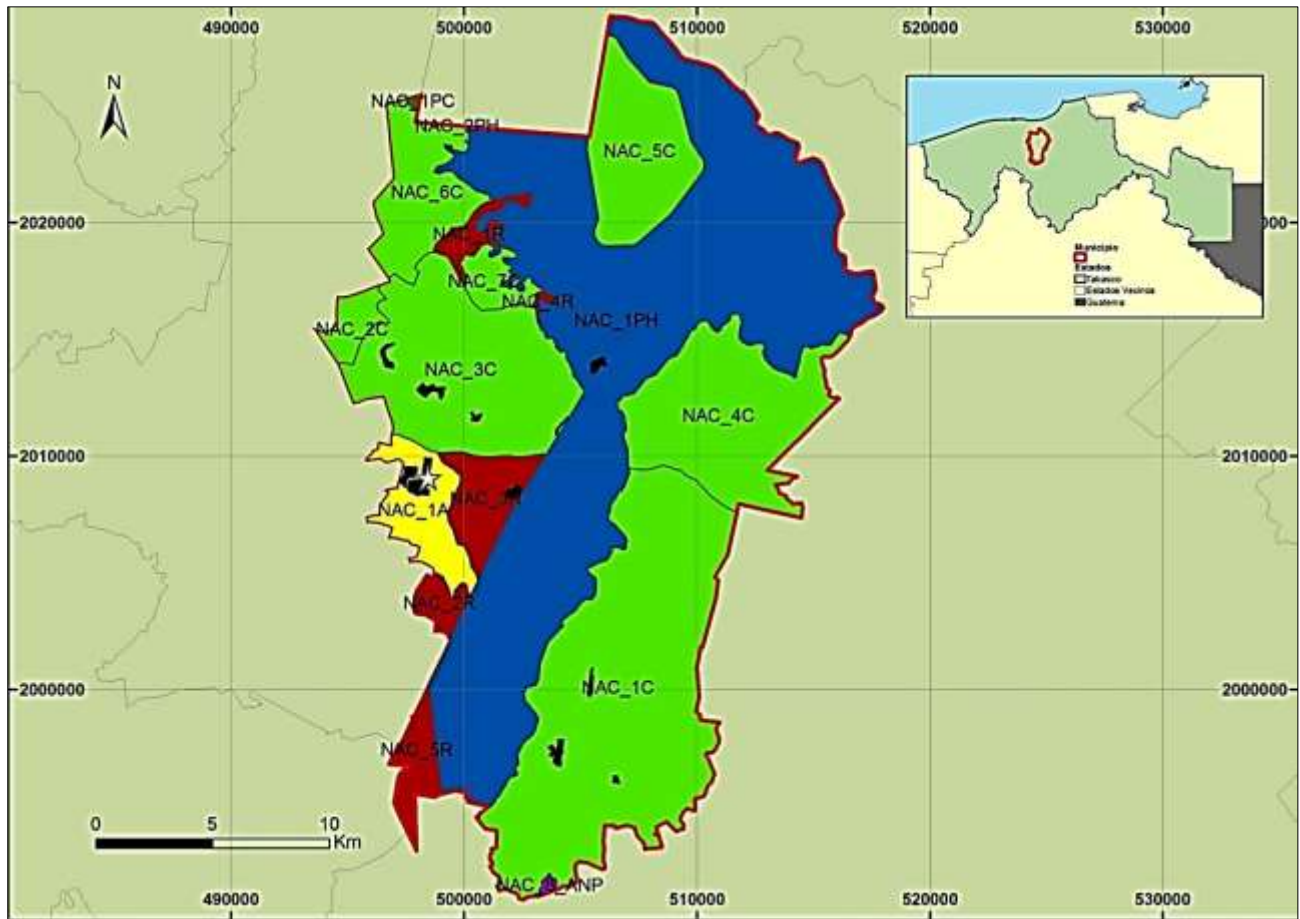 490000 500000 510000 520000 530000
N
NAC_1PC
NAC_2PH
NAC_5C
NAC_6C
2020000
NAC_1R
NAC_7C
NAC_4R
NAC_1PH
NAC_2C
NAC_3C
NAC_4C
2010000 2010000
NAC_1A
NAC_2R
NAC_1C
2000000 2000000
NAC_5R
0 5 10
Km
490000 500000 510000 520000 530000
Municipio
Estados
Tabasco
Estados Vecinos